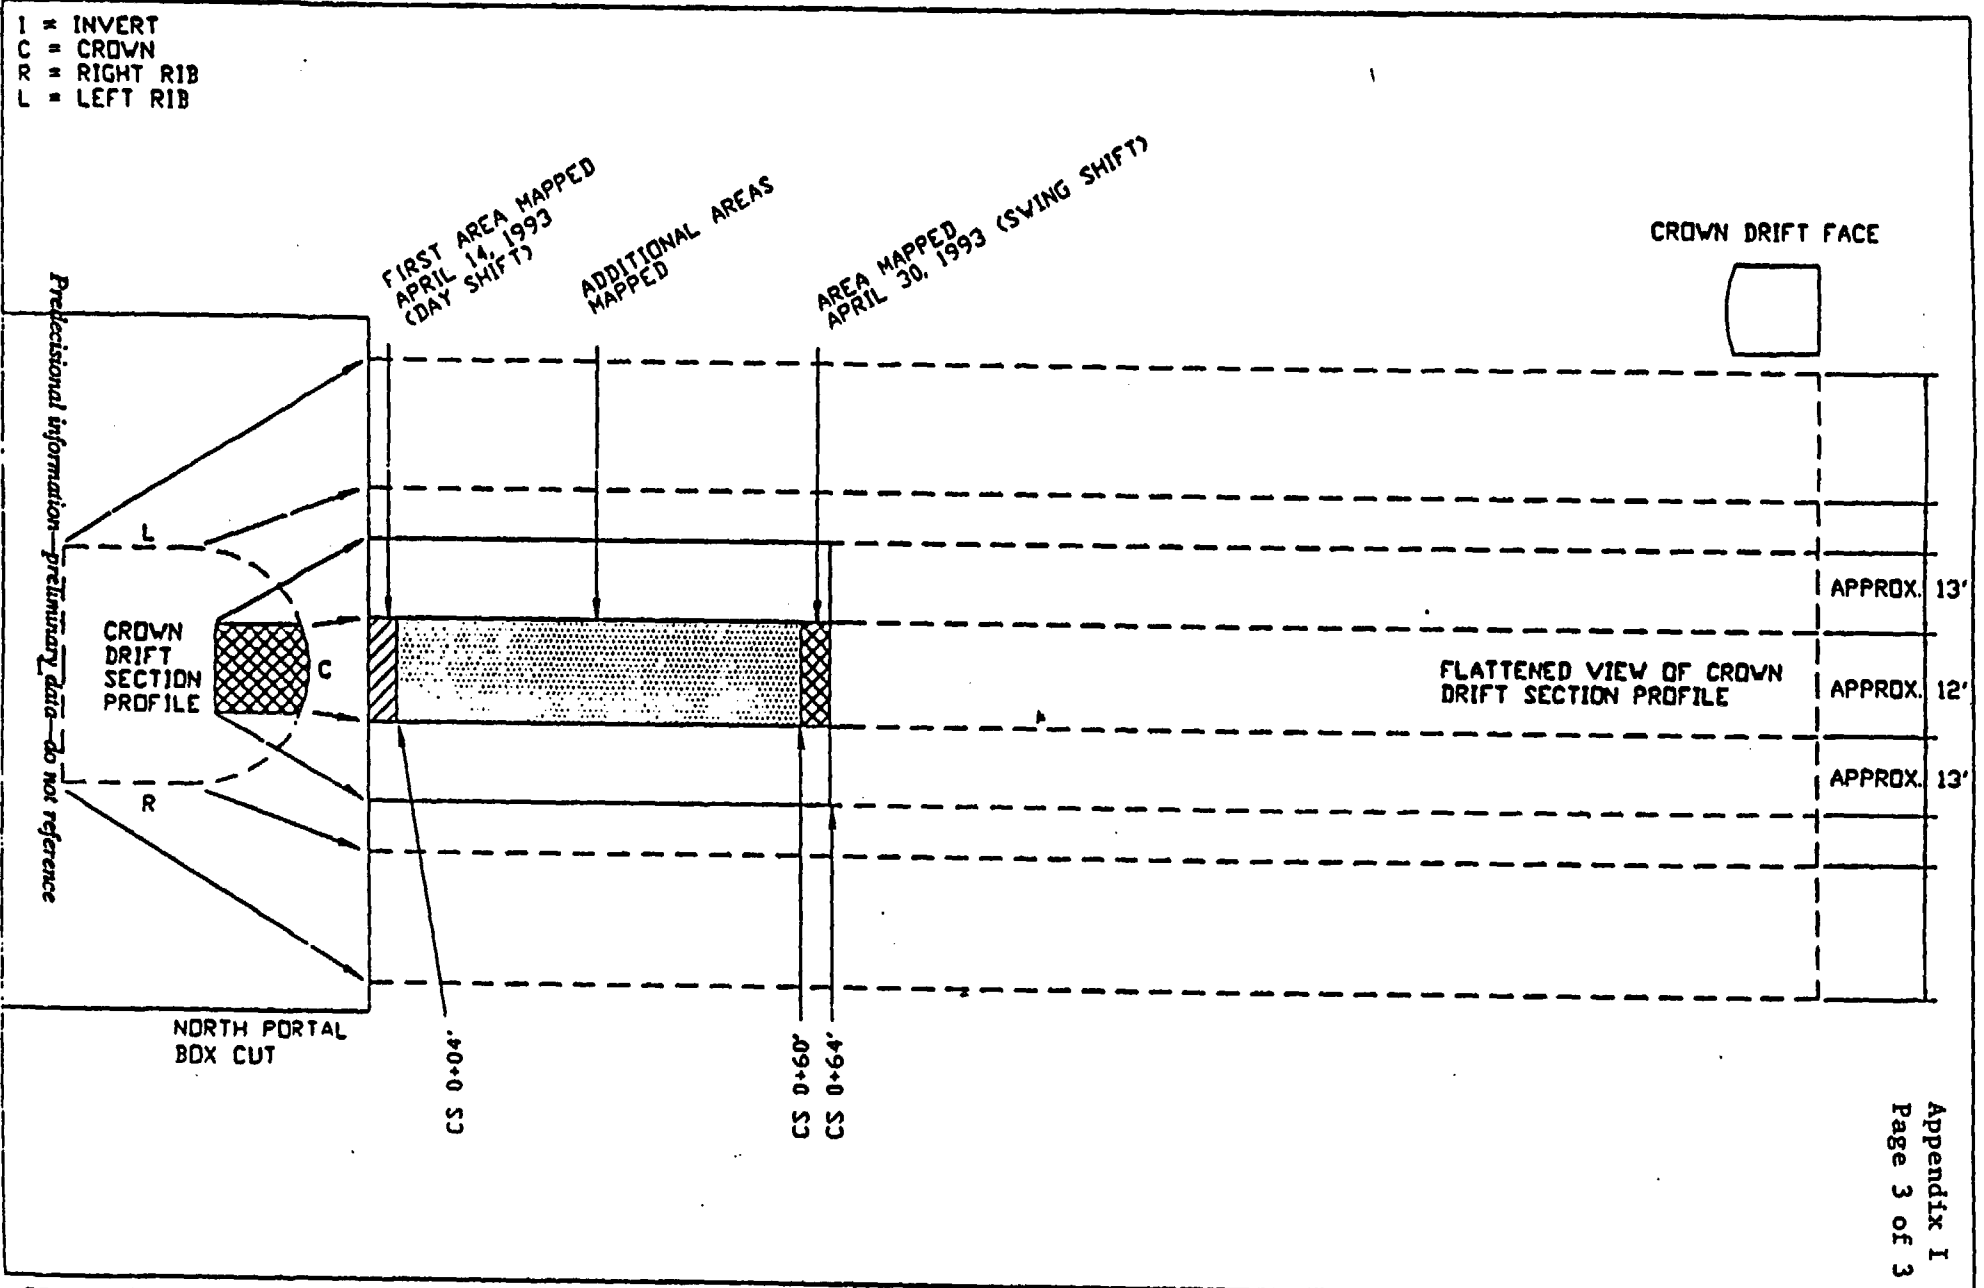 I = INVERT
C = CROWN
R = RIGHT RIB
L = LEFT RIB
FIRST AREA MAPPED
APRIL 14, 1993
(DAY SHIFT)
ADDITIONAL AREAS
MAPPED
AREA MAPPED
APRIL 30, 1993 (SWING SHIFT)
CROWN DRIFT FACE
Predecisional information—preliminary data—do not reference
L
CROWN
DRIFT
SECTION
PROFILE
C
R
FLATTENED VIEW OF CROWN
DRIFT SECTION PROFILE
APPROX. 13'
APPROX. 12'
APPROX. 13'
NORTH PORTAL
BOX CUT
CS 0+04'
CS 0+60'
CS 0+64'
Appendix I
Page 3 of 3